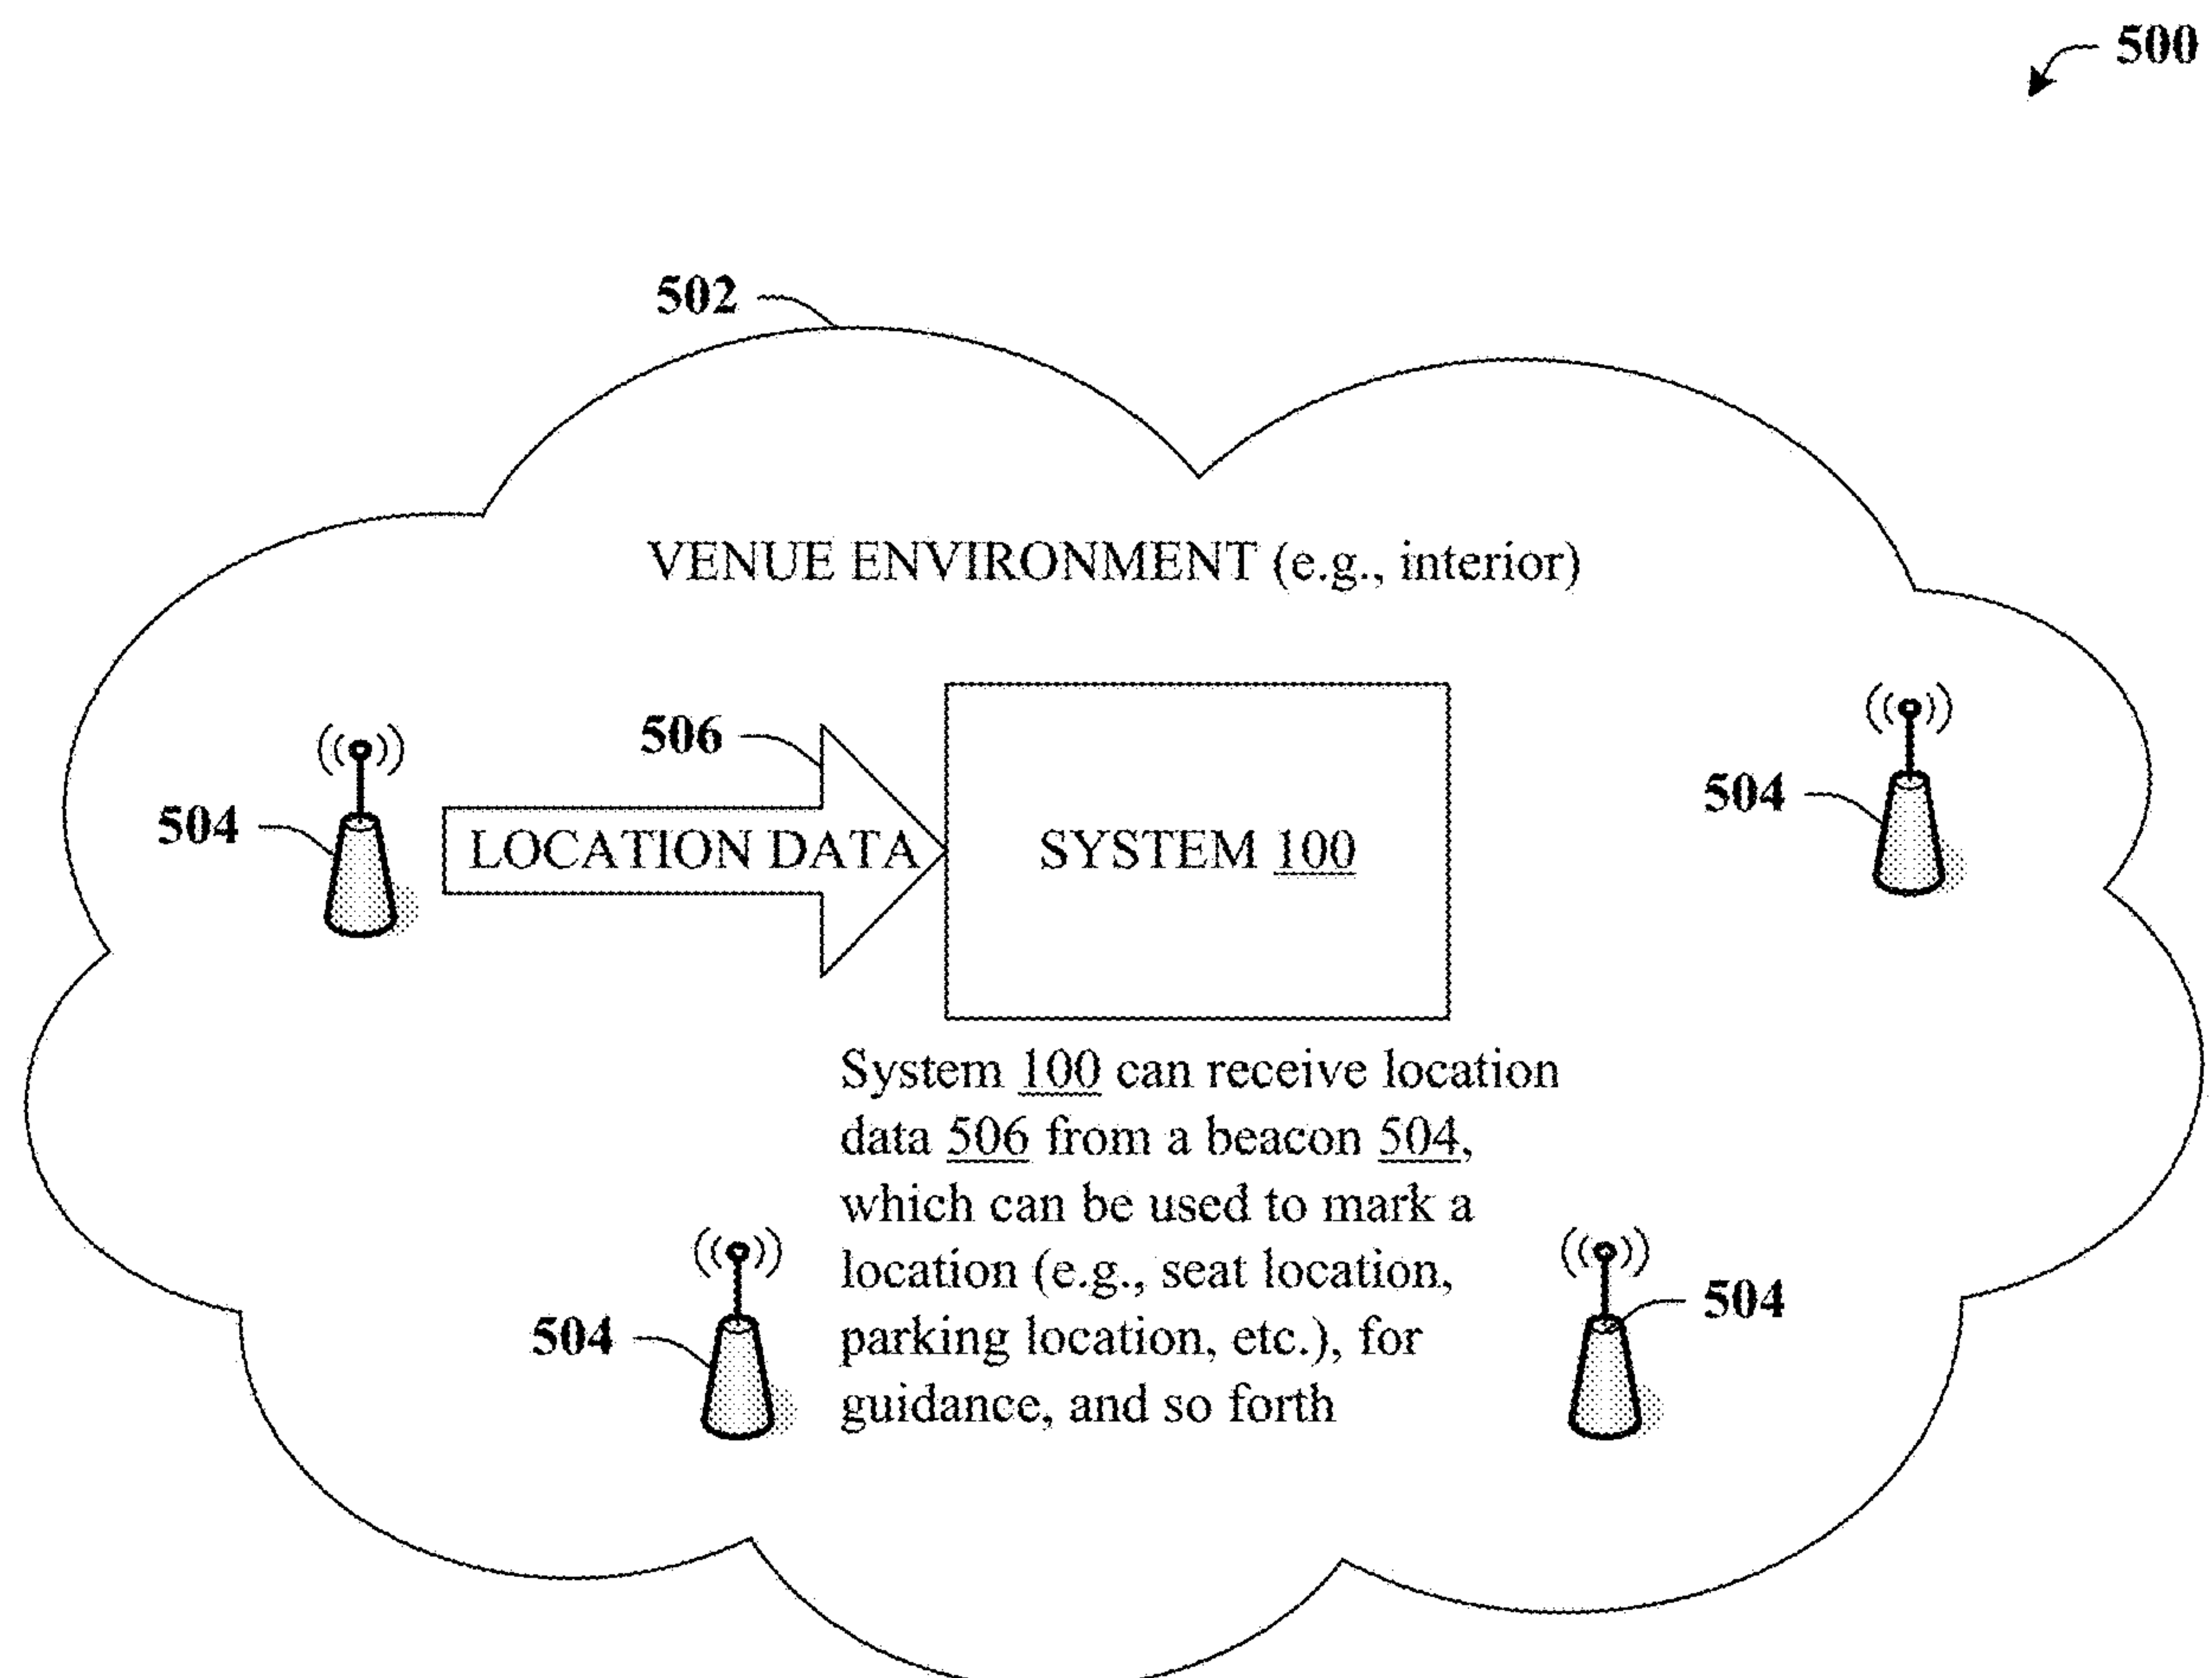 500
502
VENUE ENVIRONMENT (e.g., interior)
506
504
504
LOCATION DATA
SYSTEM 100
System 100 can receive location
data 506 from a beacon 504,
which can be used to mark a
location (e.g., seat location,
parking location, etc.), for
guidance, and so forth
504
504